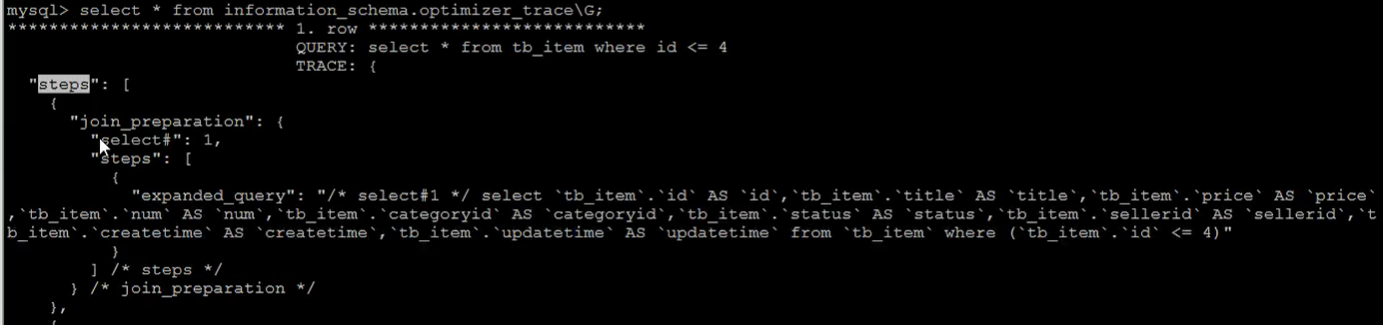 mysql> select * from information_schema.optimizer_trace\G;
*************************** 1. row ***************************
QUERY: select * from tb_item where id <= 4
TRACE: {
"steps": [
{
"join_preparation": {
"select#": 1,
"steps": [
{
"expanded_query": "/* select#1 */ select `tb_item`.`id` AS `id`,`tb_item`.`title` AS `title`,`tb_item`.`price` AS `price`
,`tb_item`.`num` AS `num`,`tb_item`.`categoryid` AS `categoryid`,`tb_item`.`status` AS `status`,`tb_item`.`sellerid` AS `sellerid`,`t
b_item`.`createtime` AS `createtime`,`tb_item`.`updatetime` AS `updatetime` from `tb_item` where (`tb_item`.`id` <= 4)"
}
] /* steps */
} /* join_preparation */
},
{